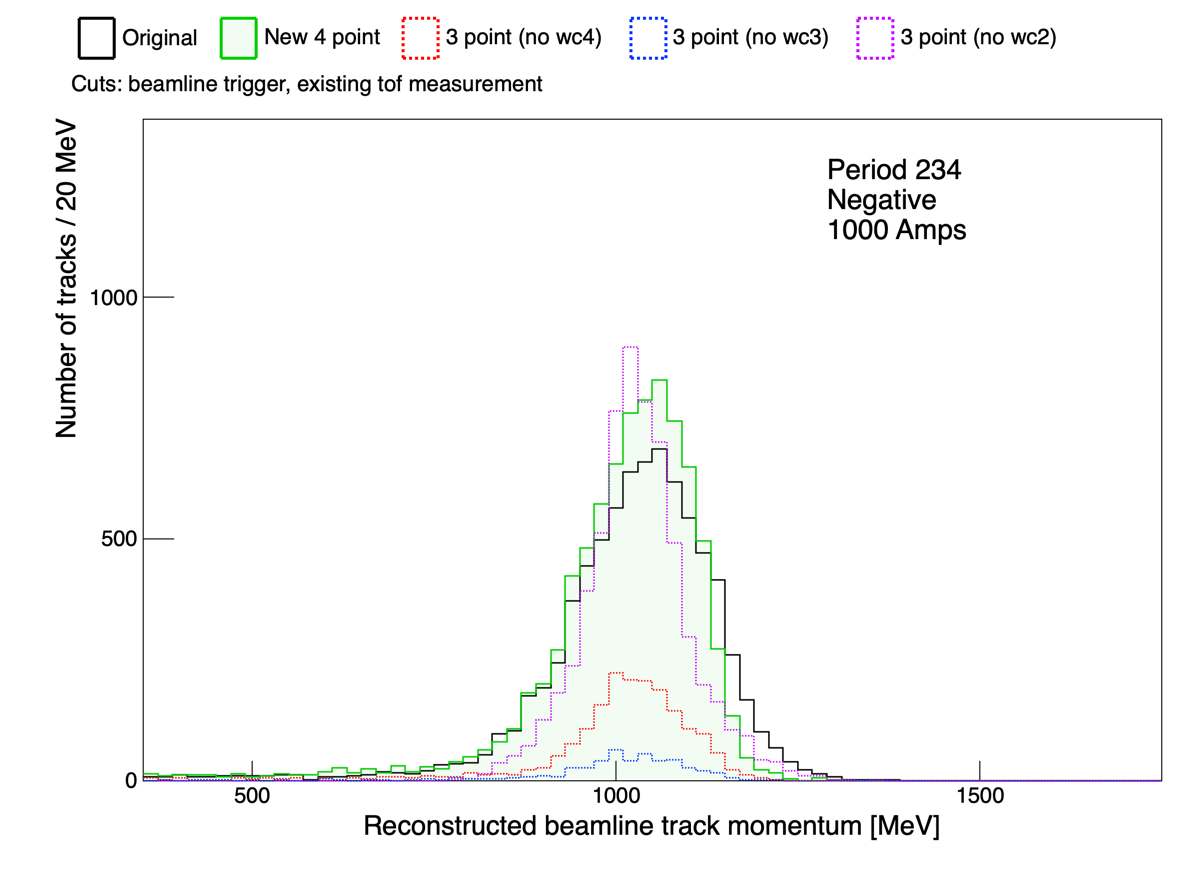 Original New 4 point 3 point (no wc4) 3 point (no wc3) 3 point (no wc2)
Cuts: beamline trigger, existing tof measurement
Number of tracks / 20 MeV
Period 234
Negative
1000 Amps
1000
500
0
500 1000 1500
Reconstructed beamline track momentum [MeV]